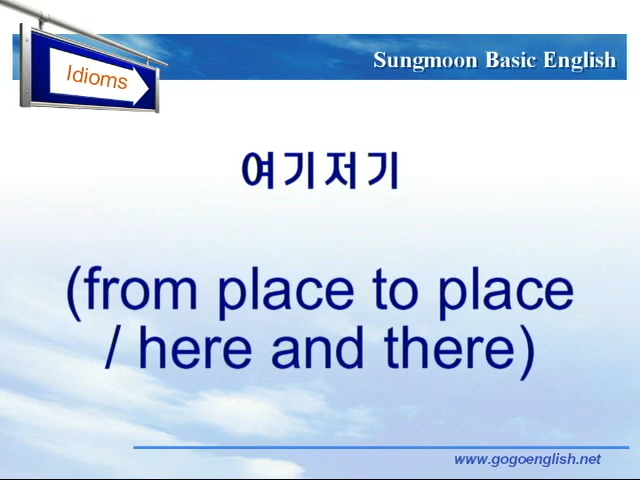 Idioms
Sungmoon Basic English
여기저기
(from place to place
/ here and there)
www.gogoenglish.net